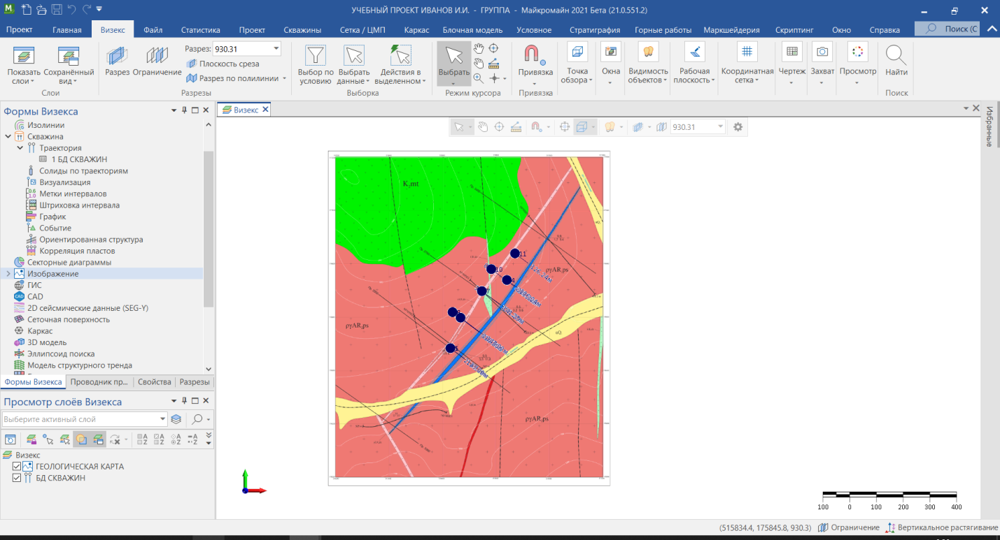 УЧЕБНЫЙ ПРОЕКТ ИВАНОВ И.И. - ГРУППА - Майкромайн 2021 Бета (21.0.551.2)
Проект Главная Визекс Файл Статистика Проект Скважины Сетка / ЦМП Каркас Блочная модель Условное Стратиграфия Горные работы Маркшейдерия Скриптинг Окно Справка Поиск (C
Показать слои Сохранённый вид
Слои
Разрез Ограничение
Разрез: 930.31
Плоскость среза
Разрез по полилинии
Разрезы
Выбор по условию Выбрать данные Действия в выделенном
Выборка
Выбрать
Режим курсора
Привязка
Привязка
Точка обзора Окна Видимость объектов Рабочая плоскость Координатная сетка Чертеж Захват Просмотр
Найти
Поиск
Формы Визекса
Изолинии
Скважина
Траектория
1 БД СКВАЖИН
Солиды по траекториям
Визуализация
Метки интервалов
Штриховка интервала
График
Событие
Ориентированная структура
Корреляция пластов
Секторные диаграммы
Изображение
ГИС
CAD
2D сейсмические данные (SEG-Y)
Сеточная поверхность
Каркас
3D модель
Эллипсоид поиска
Модель структурного тренда
Формы Визекса Проводник пр... Свойства Разрезы
Просмотр слоёв Визекса
Выберите активный слой
Визекс
ГЕОЛОГИЧЕСКАЯ КАРТА
БД СКВАЖИН
Визекс
930.31
Избранные
K₂mt
11
10
4
7
ργAR₂ps
ργAR₂ps
ργAR₂ps
100 0 100 200 300 400
(515834.4, 175845.8, 930.3) Ограничение Вертикальное растягивание